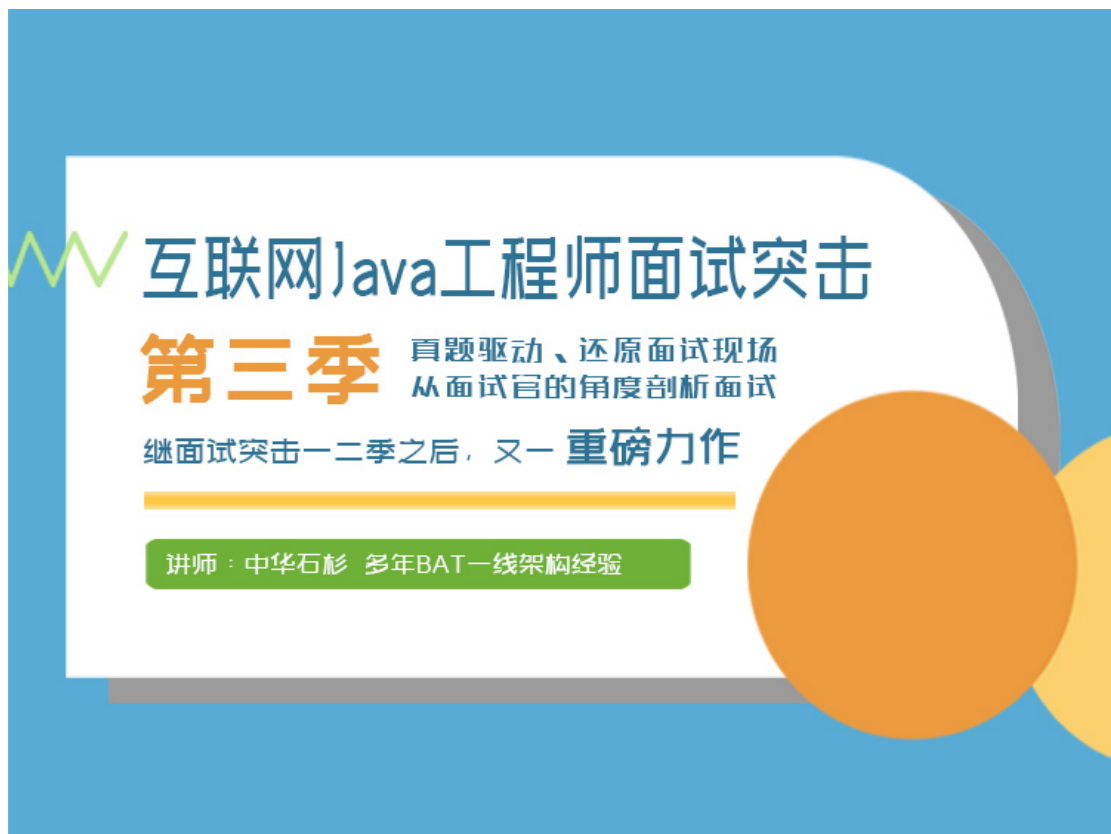 互联网Java工程师面试突击
第三季
真题驱动、还原面试现场
从面试官的角度剖析面试
继面试突击一二季之后，又一 重磅力作
讲师：中华石杉 多年BAT一线架构经验